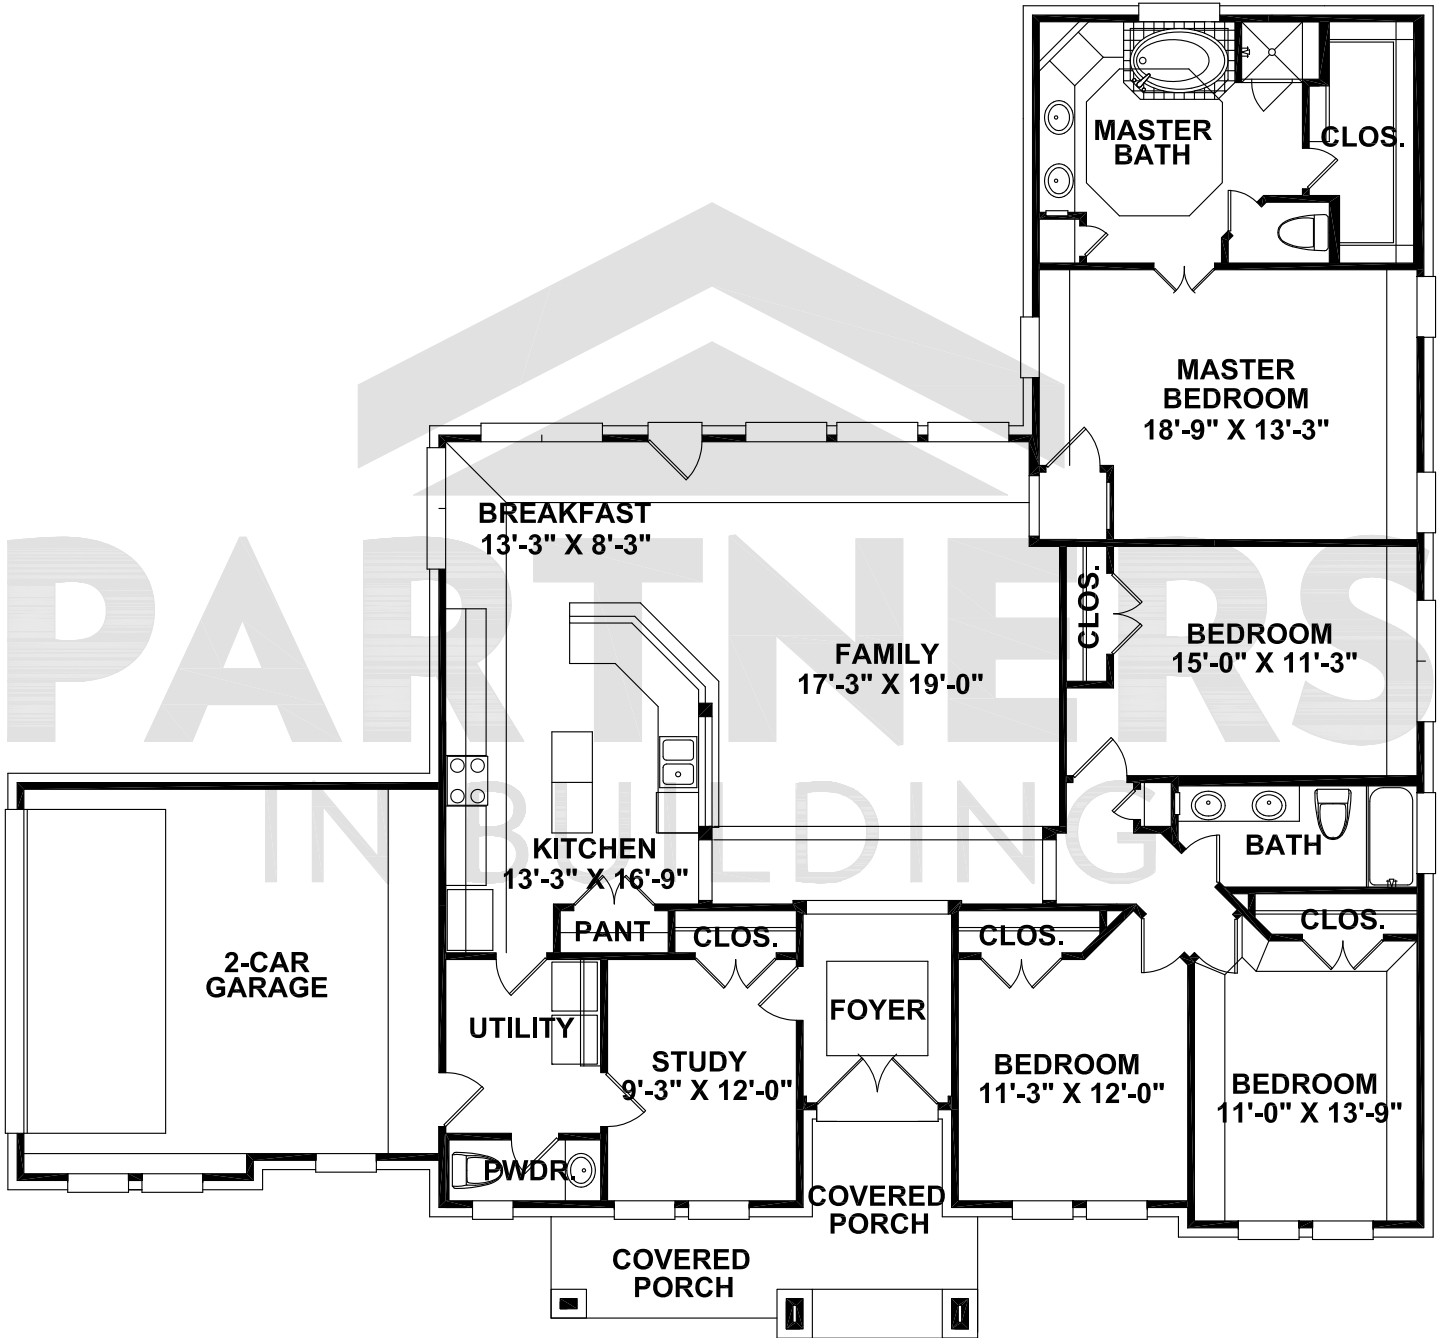 MASTER
BATH
CLOS.
MASTER
BEDROOM
18'-9" X 13'-3"
BREAKFAST
13'-3" X 8'-3"
PARTNERS
IN BUILDING
CLOS.
BEDROOM
15'-0" X 11'-3"
FAMILY
17'-3" X 19'-0"
KITCHEN
13'-3" X 16'-9"
BATH
PANT
CLOS.
CLOS.
CLOS.
2-CAR
GARAGE
UTILITY
FOYER
STUDY
9'-3" X 12'-0"
BEDROOM
11'-3" X 12'-0"
BEDROOM
11'-0" X 13'-9"
PWDR.
COVERED
PORCH
COVERED
PORCH